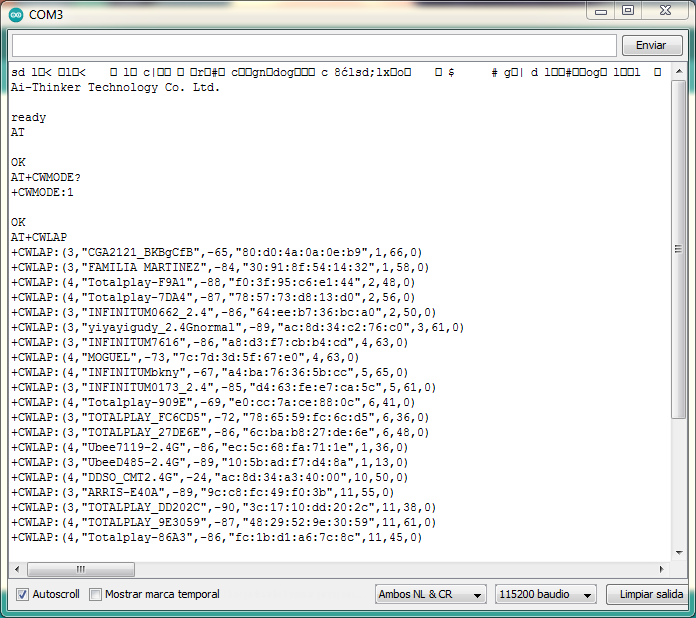 COM3
Enviar
Ai-Thinker Technology Co. Ltd.
ready
AT
OK
AT+CWMODE?
+CWMODE:1
OK
AT+CWLAP
+CWLAP:(3,"CGA2121_BKBgCfB",-65,"80:d0:4a:0a:0e:b9",1,66,0)
+CWLAP:(3,"FAMILIA MARTINEZ",-84,"30:91:8f:54:14:32",1,58,0)
+CWLAP:(4,"Totalplay-F9A1",-88,"f0:3f:95:c6:e1:44",2,48,0)
+CWLAP:(4,"Totalplay-7DA4",-87,"78:57:73:d8:13:d0",2,56,0)
+CWLAP:(3,"INFINITUM0662_2.4",-86,"64:ee:b7:36:bc:a0",2,50,0)
+CWLAP:(3,"yiyayigudy_2.4Gnormal",-89,"ac:8d:34:c2:76:c0",3,61,0)
+CWLAP:(3,"INFINITUM7616",-86,"a8:d3:f7:cb:b4:cd",4,63,0)
+CWLAP:(4,"MOGUEL",-73,"7c:7d:3d:5f:67:e0",4,63,0)
+CWLAP:(4,"INFINITUMbkny",-67,"a4:ba:76:36:5b:cc",5,65,0)
+CWLAP:(3,"INFINITUM0173_2.4",-85,"d4:63:fe:e7:ca:5c",5,61,0)
+CWLAP:(4,"Totalplay-909E",-69,"e0:cc:7a:ce:88:0c",6,41,0)
+CWLAP:(3,"TOTALPLAY_FC6CD5",-72,"78:65:59:fc:6c:d5",6,36,0)
+CWLAP:(3,"TOTALPLAY_27DE6E",-86,"6c:ba:b8:27:de:6e",6,48,0)
+CWLAP:(4,"Ubee7119-2.4G",-86,"ec:5c:68:fa:71:1e",1,36,0)
+CWLAP:(3,"UbeeD485-2.4G",-89,"10:5b:ad:f7:d4:8a",1,13,0)
+CWLAP:(4,"DDSO_CMT2.4G",-24,"ac:8d:34:a3:40:00",10,50,0)
+CWLAP:(3,"ARRIS-E40A",-89,"9c:c8:fc:49:f0:3b",11,55,0)
+CWLAP:(3,"TOTALPLAY_DD202C",-90,"3c:17:10:dd:20:2c",11,38,0)
+CWLAP:(4,"TOTALPLAY_9E3059",-87,"48:29:52:9e:30:59",11,61,0)
+CWLAP:(4,"Totalplay-86A3",-86,"fc:1b:d1:a6:7c:8c",11,45,0)
Autoscroll Mostrar marca temporal Ambos NL & CR 115200 baudio Limpiar salida